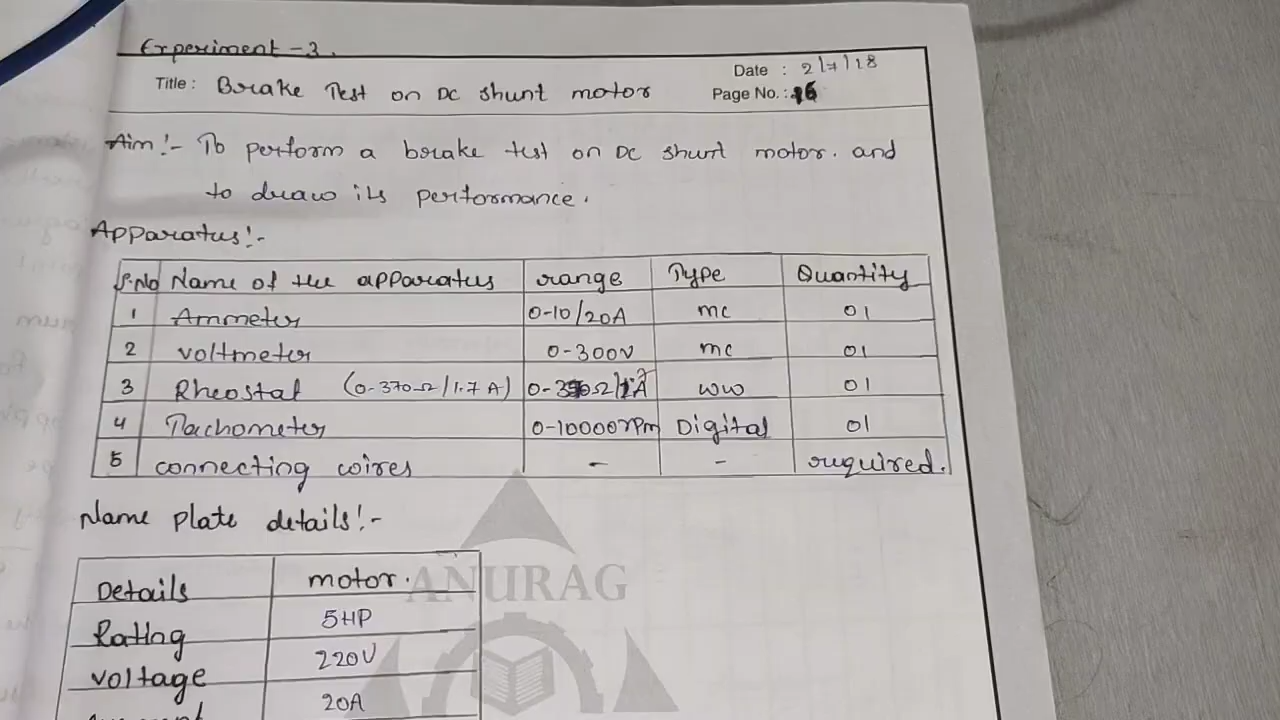 Experiment - 3.
Title : Brake Test on DC shunt motor
Date : 2/7/18
Page No. : 16
Aim:- To perform a brake test on DC shunt motor. and
to draw its performance.
Apparatus:-
S.No Name of the apparatus range Type Quantity
1 Ammeter 0-10/20A mc 01
2 voltmeter 0-300V mc 01
3 Rheostat (0-370Ω/1.7 A) ww 01
4 Tachometer 0-10000rpm Digital 01
5 connecting wires - - required.
Name plate details:-
Details motor.
Rating 5HP
voltage 220V
20A
ANURAG